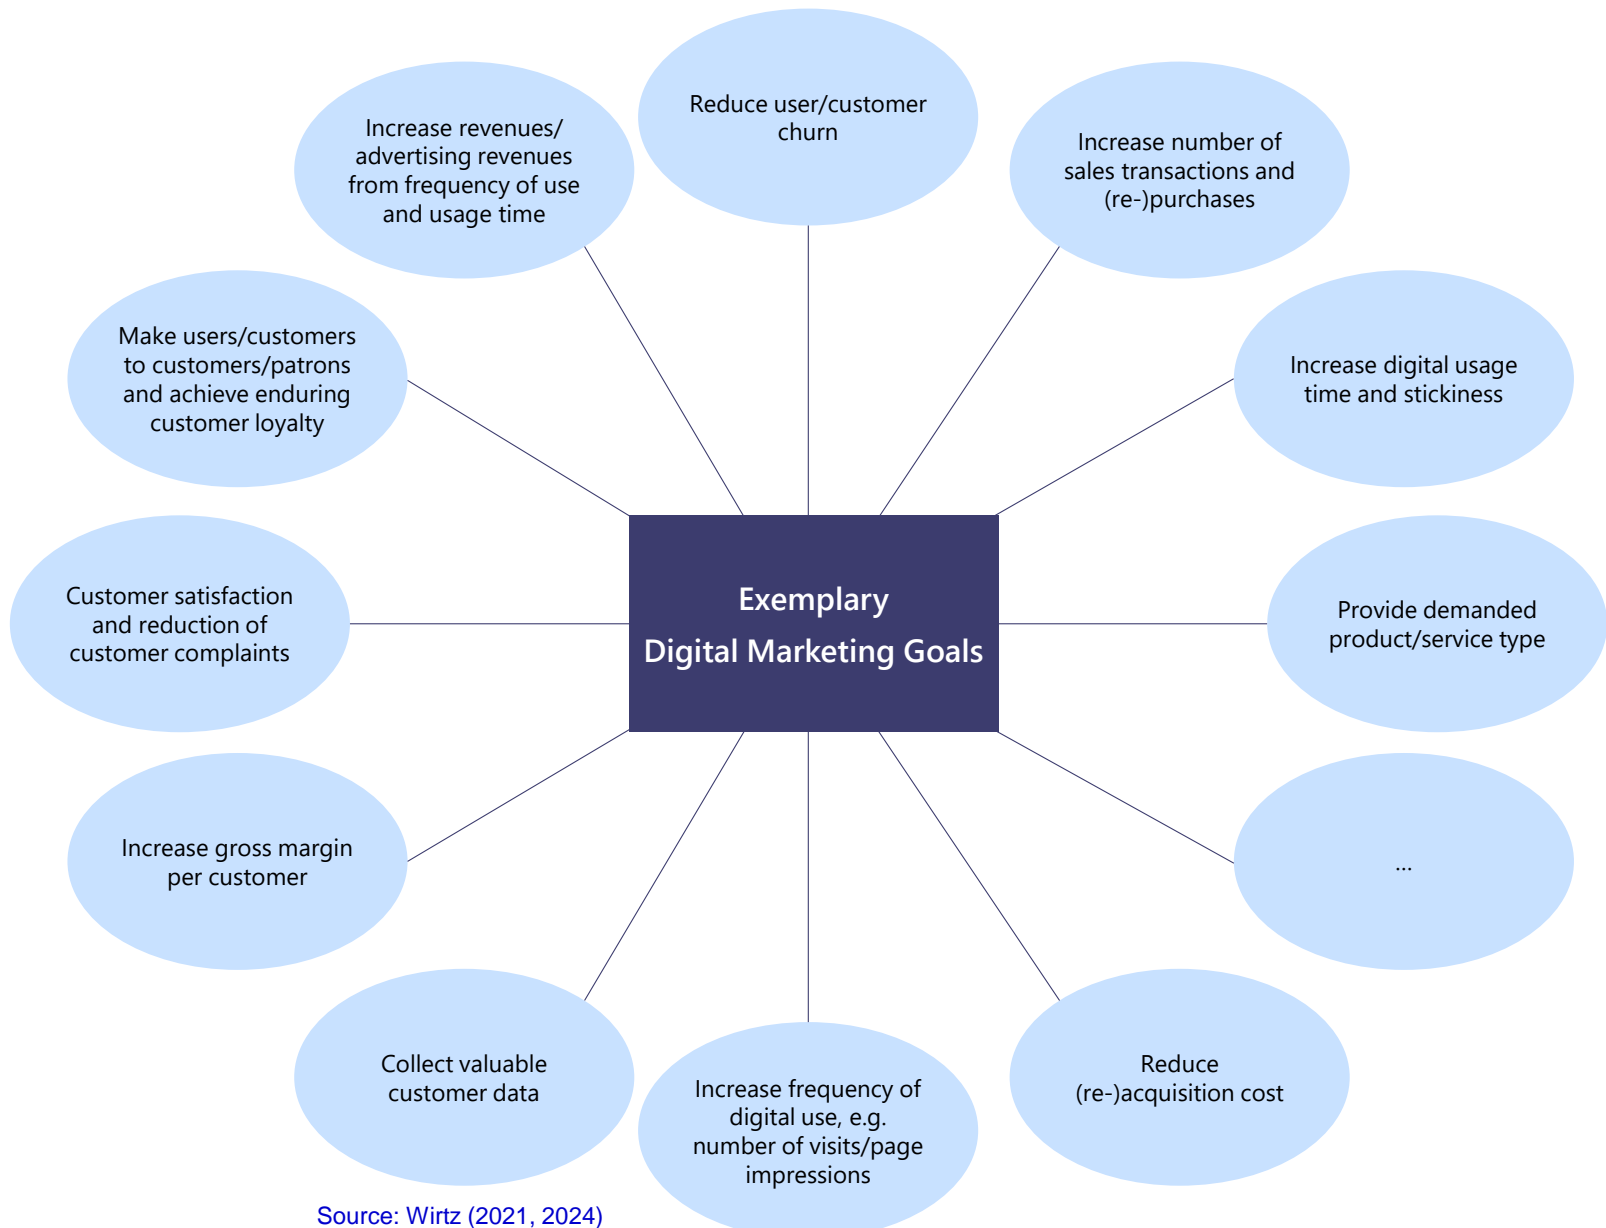 Reduce user/customer
churn
Increase number of
sales transactions and
(re-)purchases
Increase digital usage
time and stickiness
Provide demanded
product/service type
...
Reduce
(re-)acquisition cost
Increase frequency of
digital use, e.g.
number of visits/page
impressions
Collect valuable
customer data
Increase gross margin
per customer
Customer satisfaction
and reduction of
customer complaints
Make users/customers
to customers/patrons
and achieve enduring
customer loyalty
Increase revenues/
advertising revenues
from frequency of use
and usage time
Exemplary
Digital Marketing Goals
Source: Wirtz (2021, 2024)